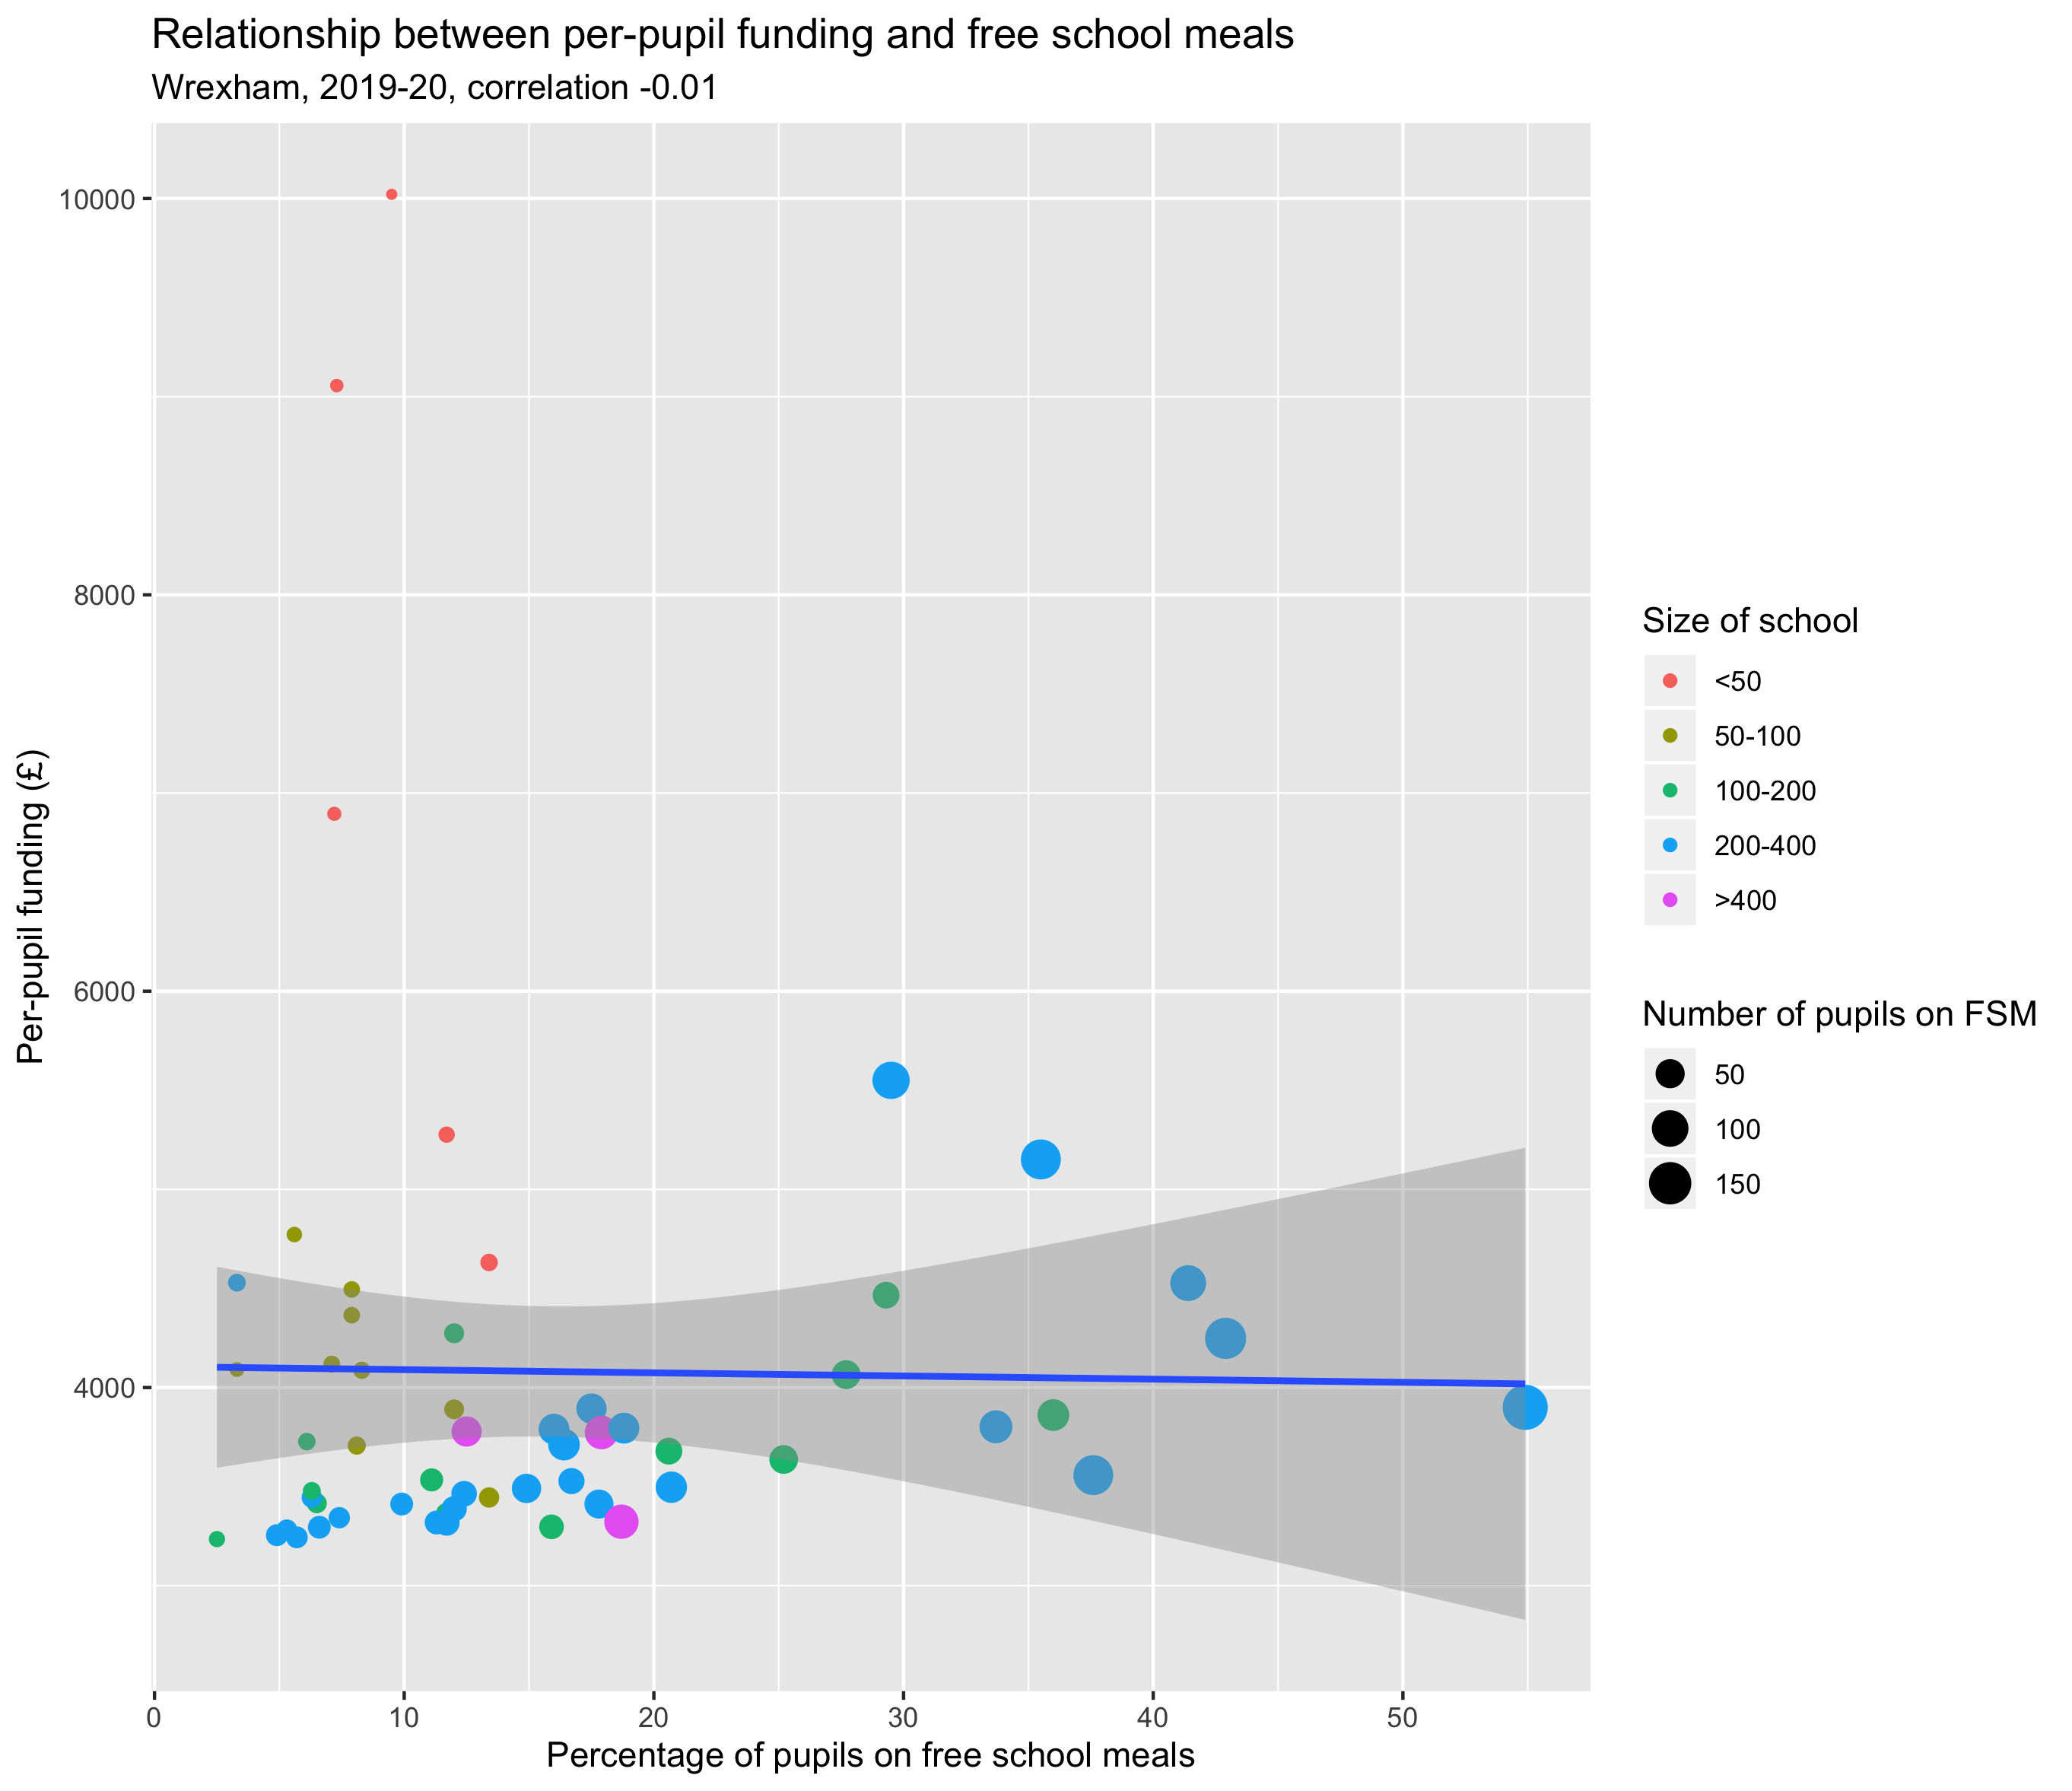 Relationship between per-pupil funding and free school meals
Wrexham, 2019-20, correlation -0.01
Per-pupil funding (£)
10000
8000
6000
4000
0 10 20 30 40 50
Percentage of pupils on free school meals
Size of school
<50
50-100
100-200
200-400
>400
Number of pupils on FSM
50
100
150